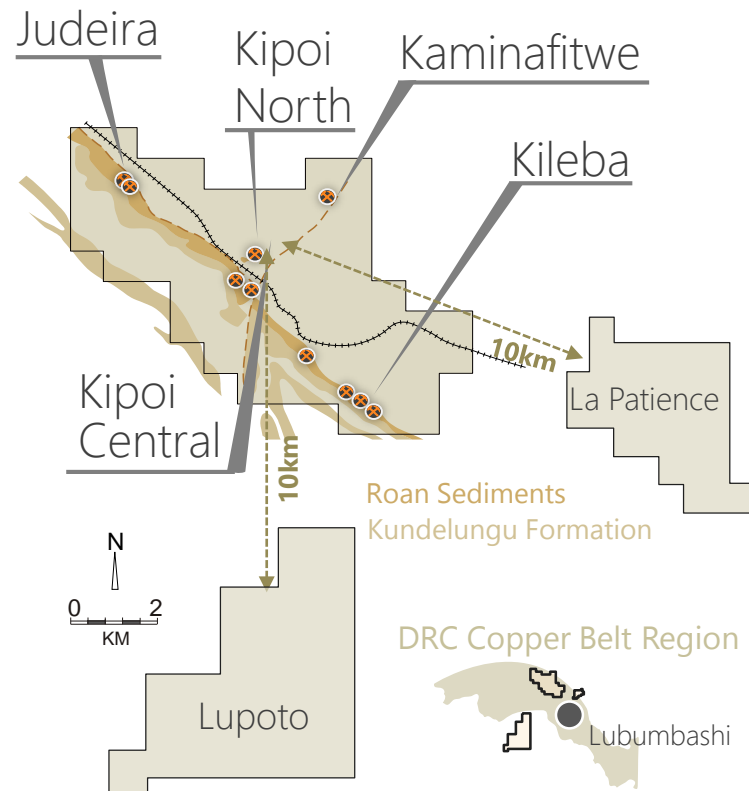 Judeira
Kipoi
North
Kaminafitwe
Kileba
10km
La Patience
Kipoi
Central
10km
Roan Sediments
Kundelungu Formation
N
0 2
KM
DRC Copper Belt Region
Lupoto
Lubumbashi